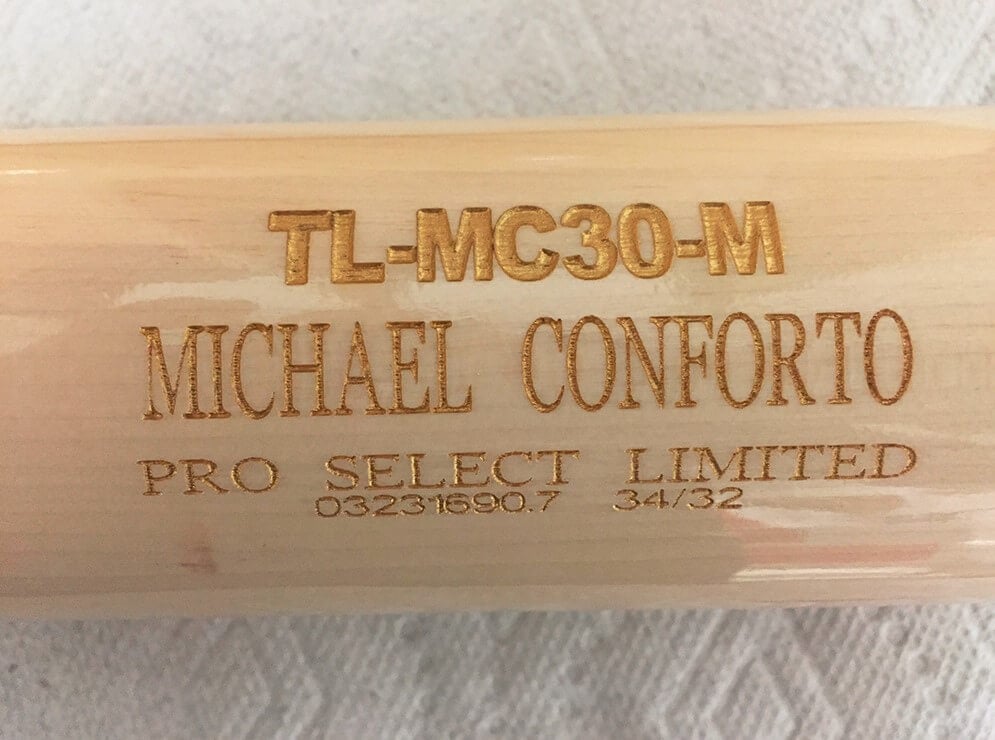 TL-MC30-M
MICHAEL CONFORTO
PRO SELECT LIMITED
03231690.7 34/32